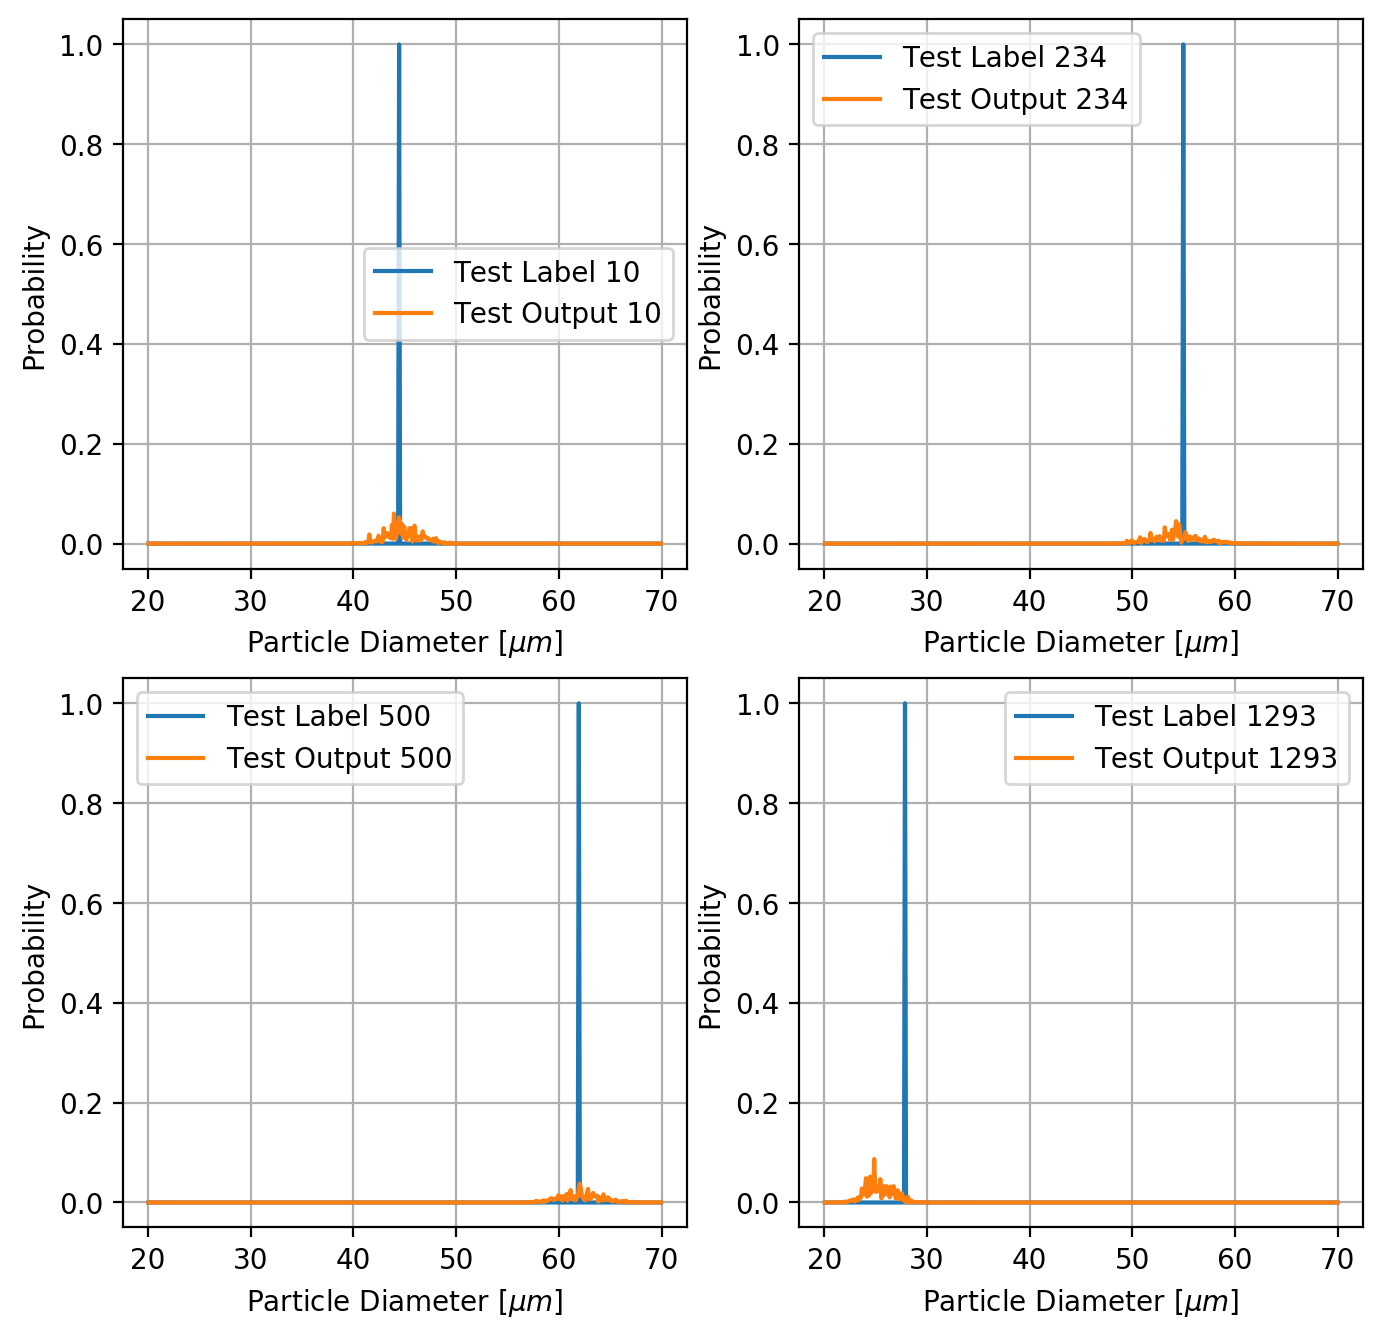 1.0
0.8
0.6
0.4
0.2
0.0
Probability
Test Label 10
Test Output 10
20 30 40 50 60 70
Particle Diameter [μm]
1.0
0.8
0.6
0.4
0.2
0.0
Probability
Test Label 234
Test Output 234
20 30 40 50 60 70
Particle Diameter [μm]
1.0
0.8
0.6
0.4
0.2
0.0
Probability
Test Label 500
Test Output 500
20 30 40 50 60 70
Particle Diameter [μm]
1.0
0.8
0.6
0.4
0.2
0.0
Probability
Test Label 1293
Test Output 1293
20 30 40 50 60 70
Particle Diameter [μm]